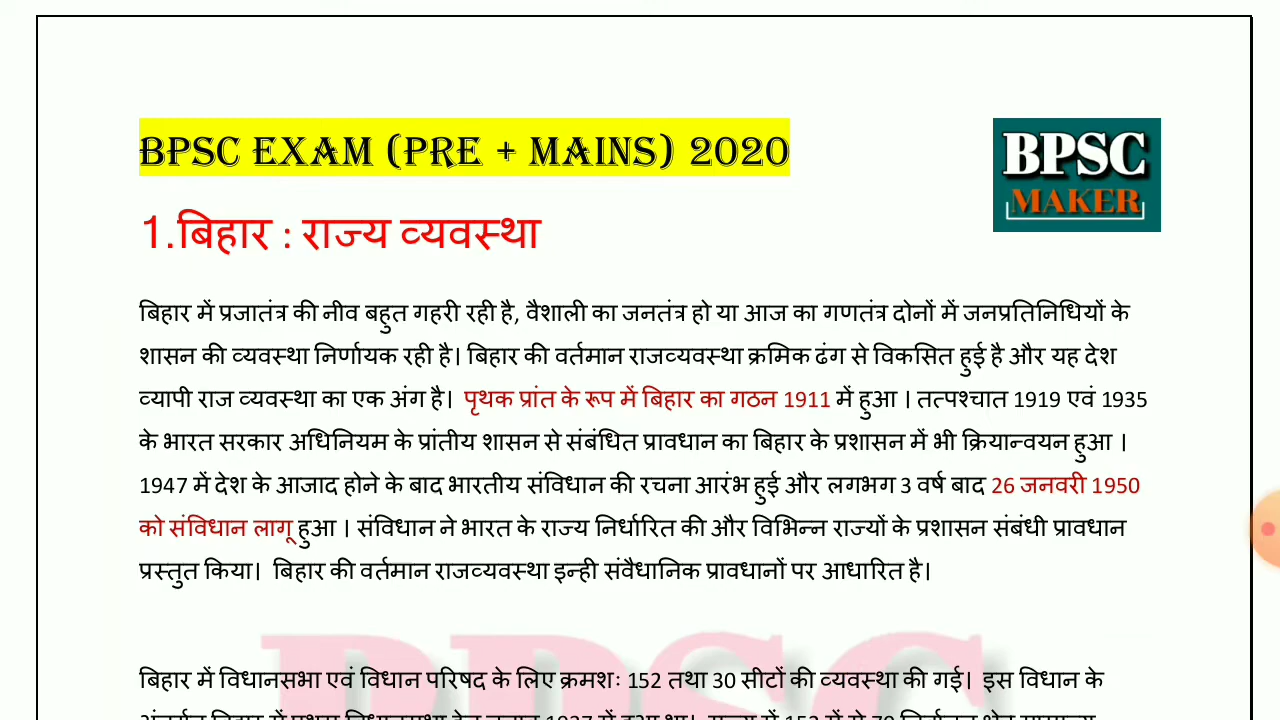 BPSC EXAM (PRE + MAINS) 2020
BPSC
MAKER
1.बिहार : राज्य व्यवस्था
बिहार में प्रजातंत्र की नीव बहुत गहरी रही है, वैशाली का जनतंत्र हो या आज का गणतंत्र दोनों में जनप्रतिनिधियों के
शासन की व्यवस्था निर्णायक रही है। बिहार की वर्तमान राजव्यवस्था क्रमिक ढंग से विकसित हुई है और यह देश
व्यापी राज व्यवस्था का एक अंग है। पृथक प्रांत के रूप में बिहार का गठन 1911 में हुआ । तत्पश्चात 1919 एवं 1935
के भारत सरकार अधिनियम के प्रांतीय शासन से संबंधित प्रावधान का बिहार के प्रशासन में भी क्रियान्वयन हुआ ।
1947 में देश के आजाद होने के बाद भारतीय संविधान की रचना आरंभ हुई और लगभग 3 वर्ष बाद 26 जनवरी 1950
को संविधान लागू हुआ । संविधान ने भारत के राज्य निर्धारित की और विभिन्न राज्यों के प्रशासन संबंधी प्रावधान
प्रस्तुत किया। बिहार की वर्तमान राजव्यवस्था इन्ही संवैधानिक प्रावधानों पर आधारित है।
BPSC
बिहार में विधानसभा एवं विधान परिषद के लिए क्रमशः 152 तथा 30 सीटों की व्यवस्था की गई। इस विधान के